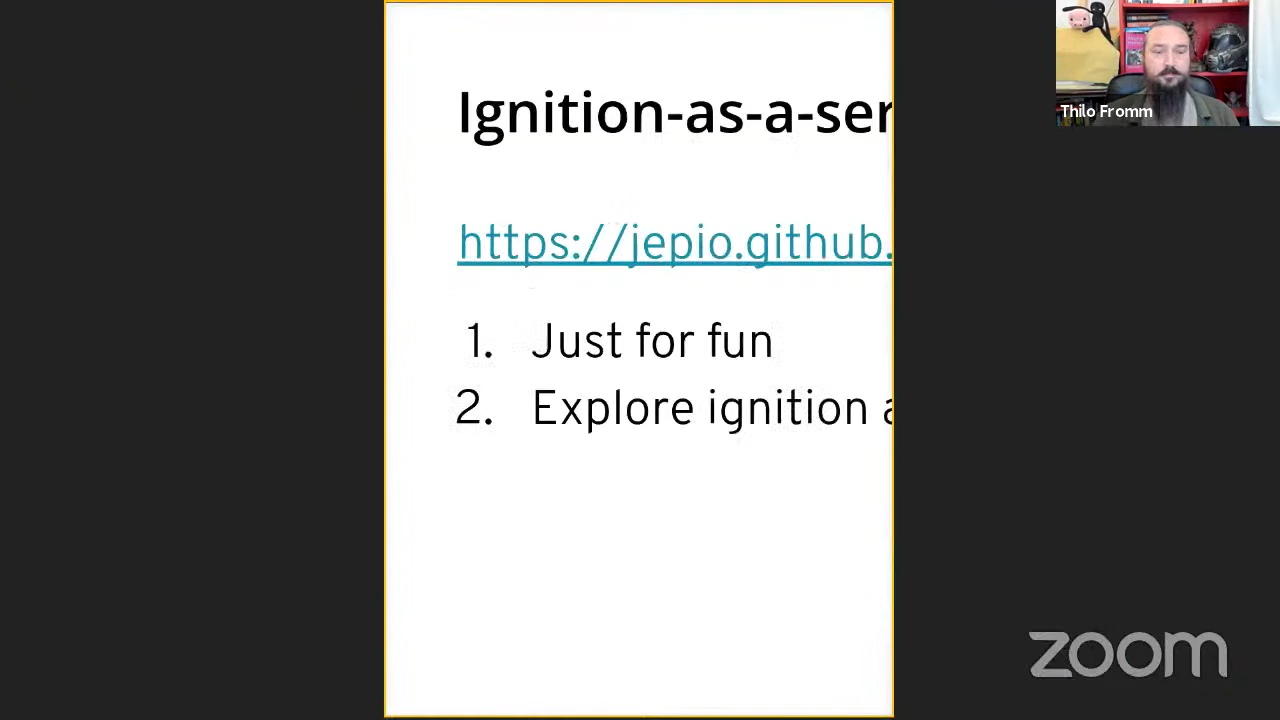 Ignition-as-a-ser
https://jepio.github.
1. Just for fun
2. Explore ignition a
Thilo Fromm
zoom